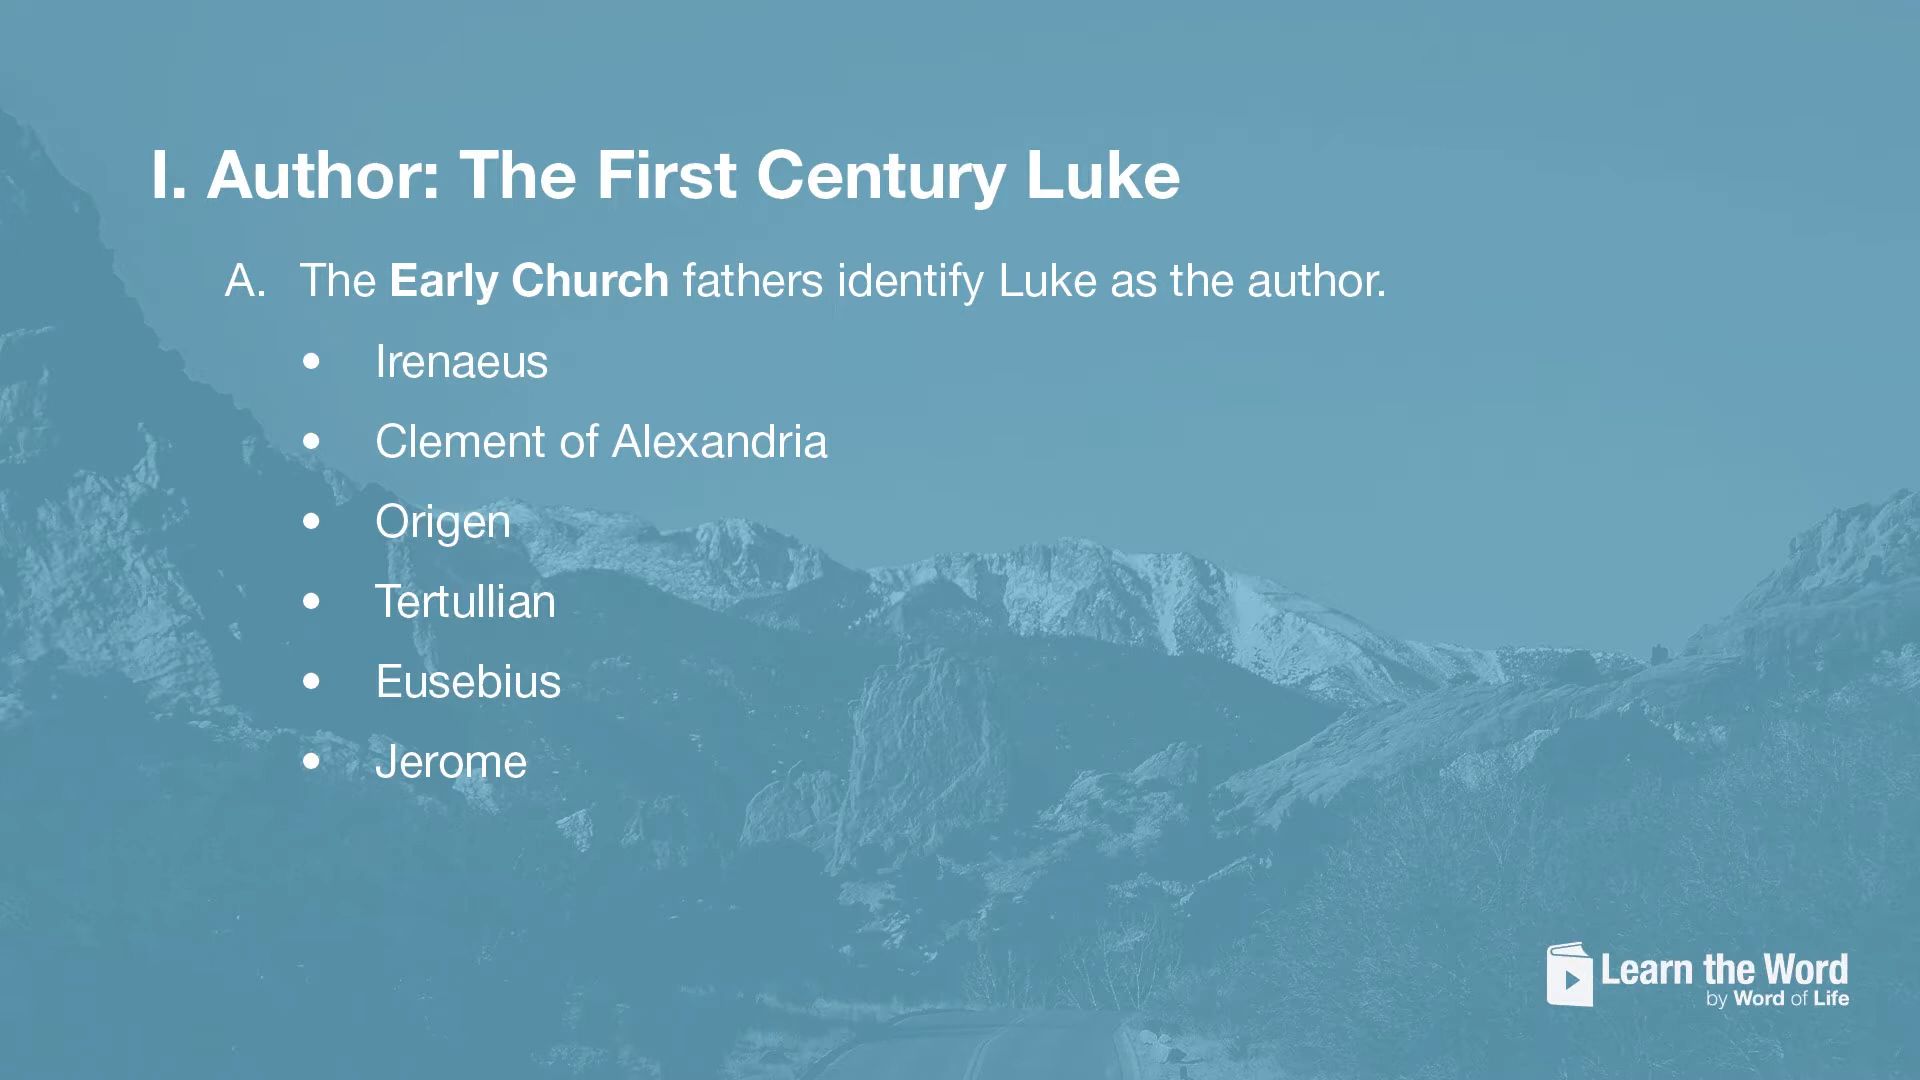 I. Author: The First Century Luke
A. The Early Church fathers identify Luke as the author.
• Irenaeus
• Clement of Alexandria
• Origen
• Tertullian
• Eusebius
• Jerome
Learn the Word
by Word of Life